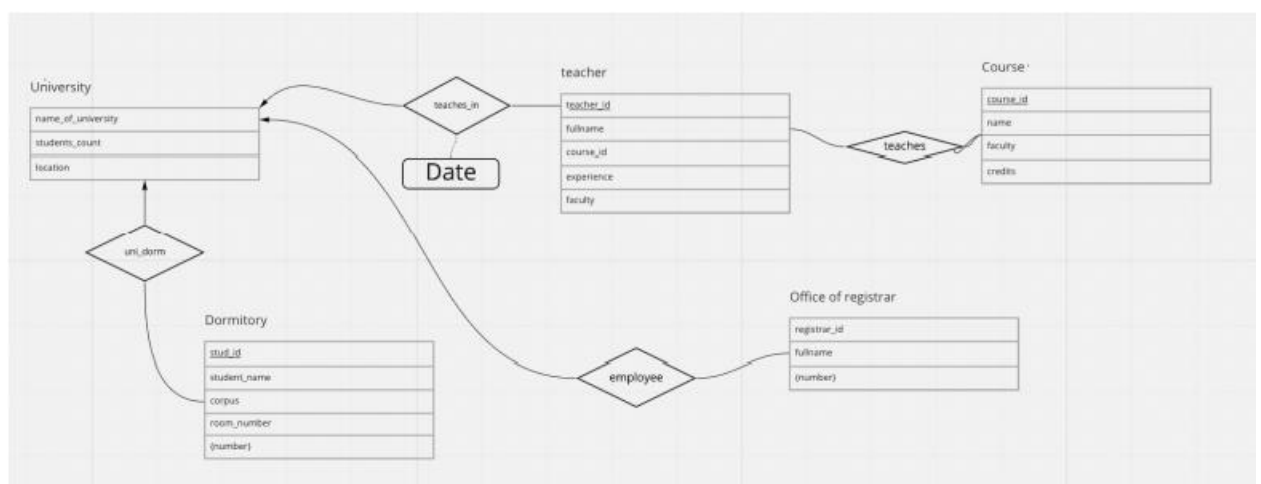 University
name_of_university
students_count
location
teaches_in
Date
teacher
teacher_id
fullname
course_id
experience
faculty
teaches
Course
course_id
name
faculty
credits
uni_dorm
Dormitory
stud_id
student_name
corpus
room_number
{number}
employee
Office of registrar
registrar_id
fullname
{number}